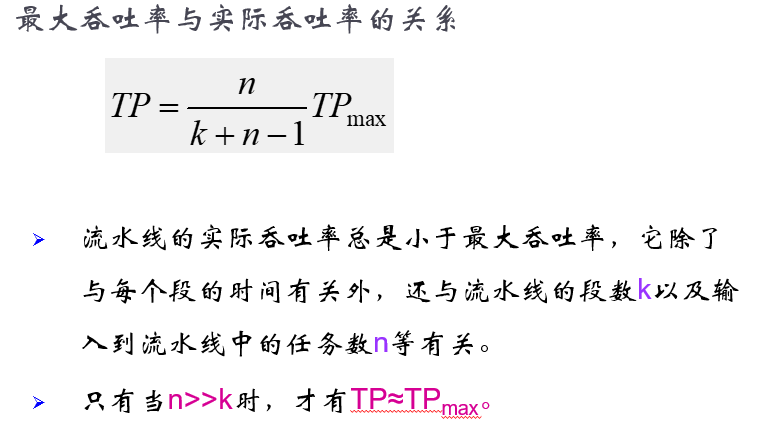 最大吞吐率与实际吞吐率的关系
TP = \frac{n}{k+n-1} TP_{max}
➢ 流水线的实际吞吐率总是小于最大吞吐率，它除了
与每个段的时间有关外，还与流水线的段数k以及输
入到流水线中的任务数n等有关。
➢ 只有当n>>k时，才有TP≈TP_{max}。